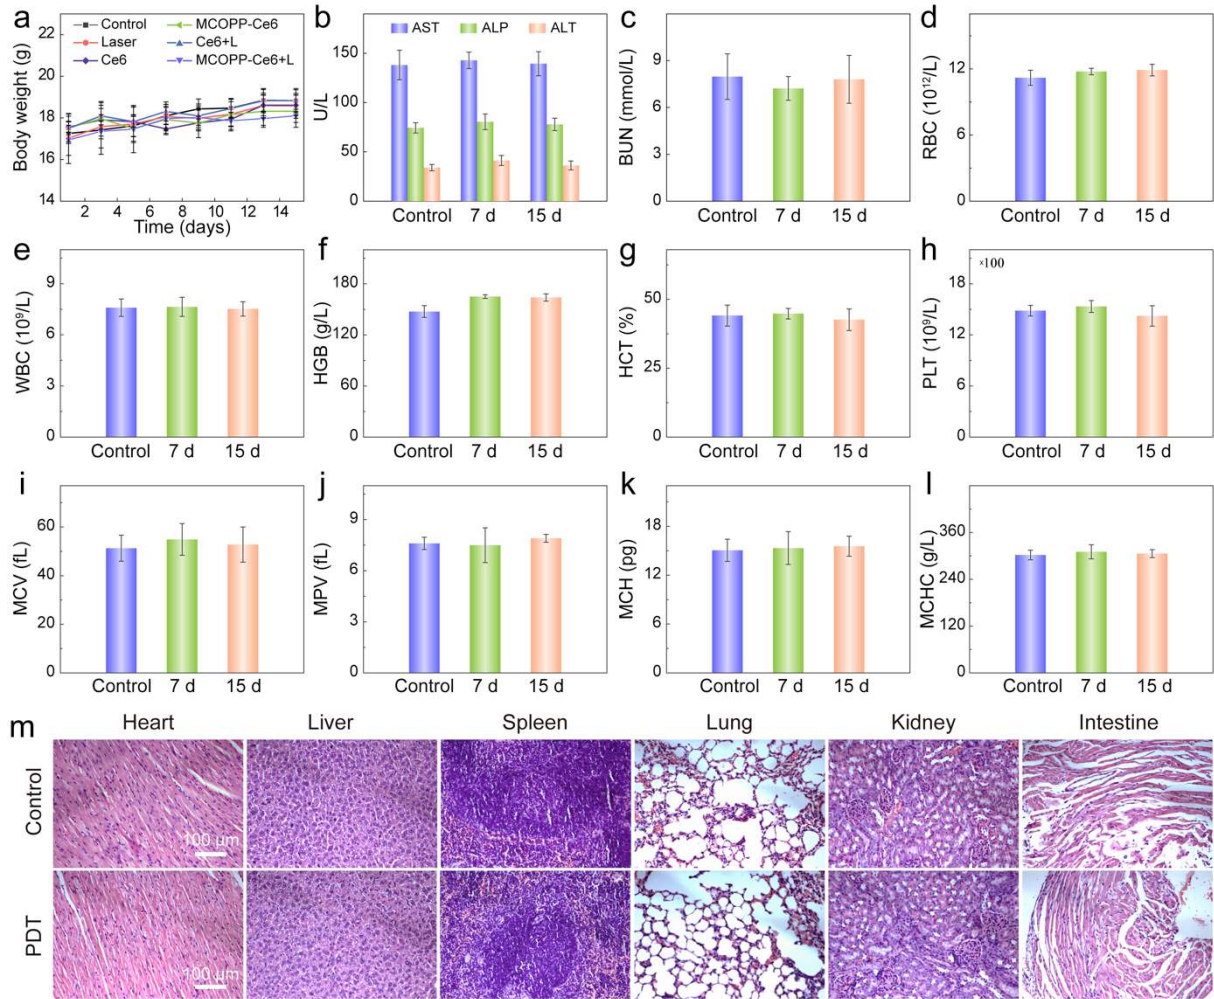 a
Control
Laser
Ce6
MCOPP-Ce6
Ce6+L
MCOPP-Ce6+L
Body weight (g)
22
20
18
16
14
2 4 6 8 10 12 14
Time (days)
b
AST ALP ALT
U/L
150
100
50
0
Control 7 d 15 d
c
BUN (mmol/L)
9
6
3
0
Control 7 d 15 d
d
RBC (10¹²/L)
12
6
0
Control 7 d 15 d
e
WBC (10⁹/L)
9
6
3
0
Control 7 d 15 d
f
HGB (g/L)
180
120
60
0
Control 7 d 15 d
g
HCT (%)
50
25
0
Control 7 d 15 d
h
×100
PLT (10⁹/L)
18
12
6
0
Control 7 d 15 d
i
MCV (fL)
60
40
20
0
Control 7 d 15 d
j
MPV (fL)
9
6
3
0
Control 7 d 15 d
k
MCH (pg)
18
12
6
0
Control 7 d 15 d
l
MCHC (g/L)
360
240
120
0
Control 7 d 15 d
m
Heart Liver Spleen Lung Kidney Intestine
Control
100 μm
PDT
100 μm